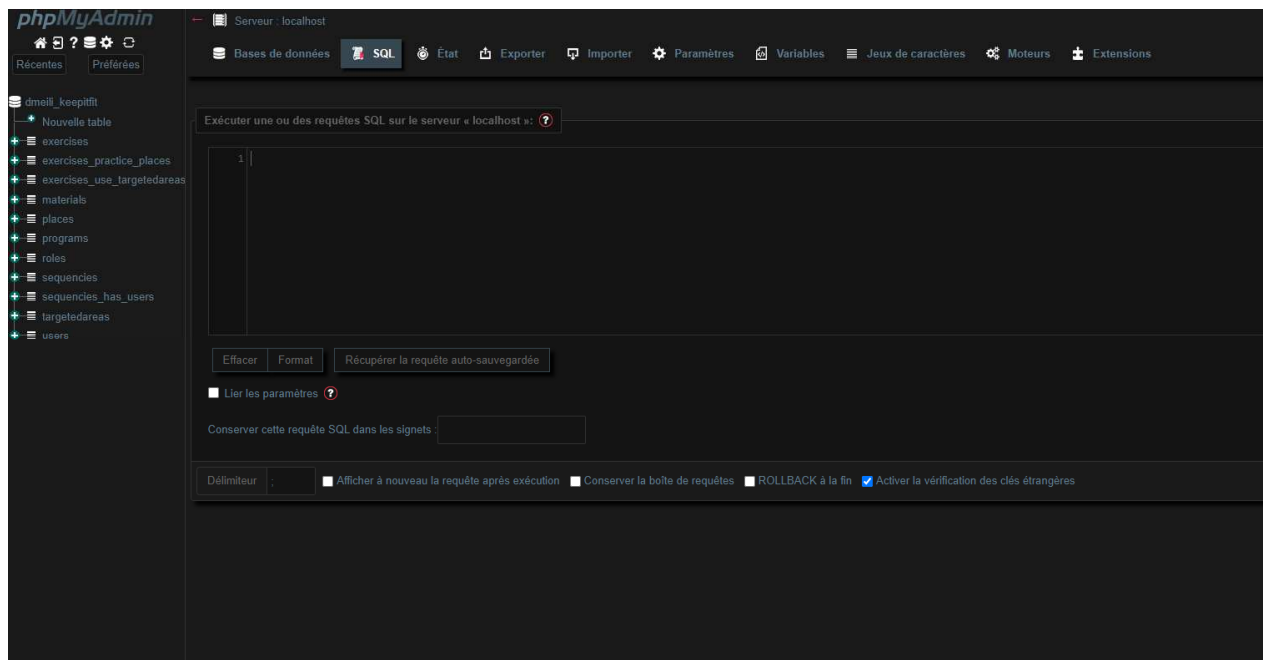 phpMyAdmin
Récentes
Préférées
dmeili_keepitfit
Nouvelle table
exercises
exercises_practice_places
exercises_use_targetedareas
materials
places
programs
roles
sequencies
sequencies_has_users
targetedareas
users
Serveur : localhost
Bases de données SQL État Exporter Importer Paramètres Variables Jeux de caractères Moteurs Extensions
Exécuter une ou des requêtes SQL sur le serveur « localhost »: ?
1
Effacer Format Récupérer la requête auto-sauvegardée
Lier les paramètres ?
Conserver cette requête SQL dans les signets :
Délimiteur ; Afficher à nouveau la requête après exécution Conserver la boîte de requêtes ROLLBACK à la fin Activer la vérification des clés étrangères